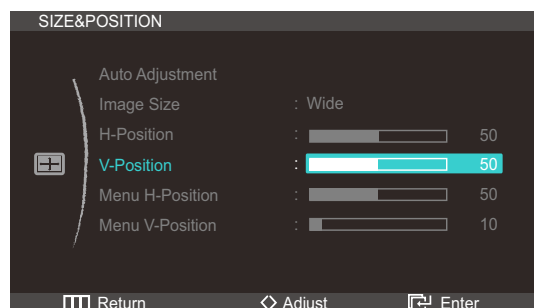 SIZE&POSITION
Auto Adjustment
Image Size : Wide
H-Position : 50
V-Position : 50
Menu H-Position : 50
Menu V-Position : 10
Return Adjust Enter